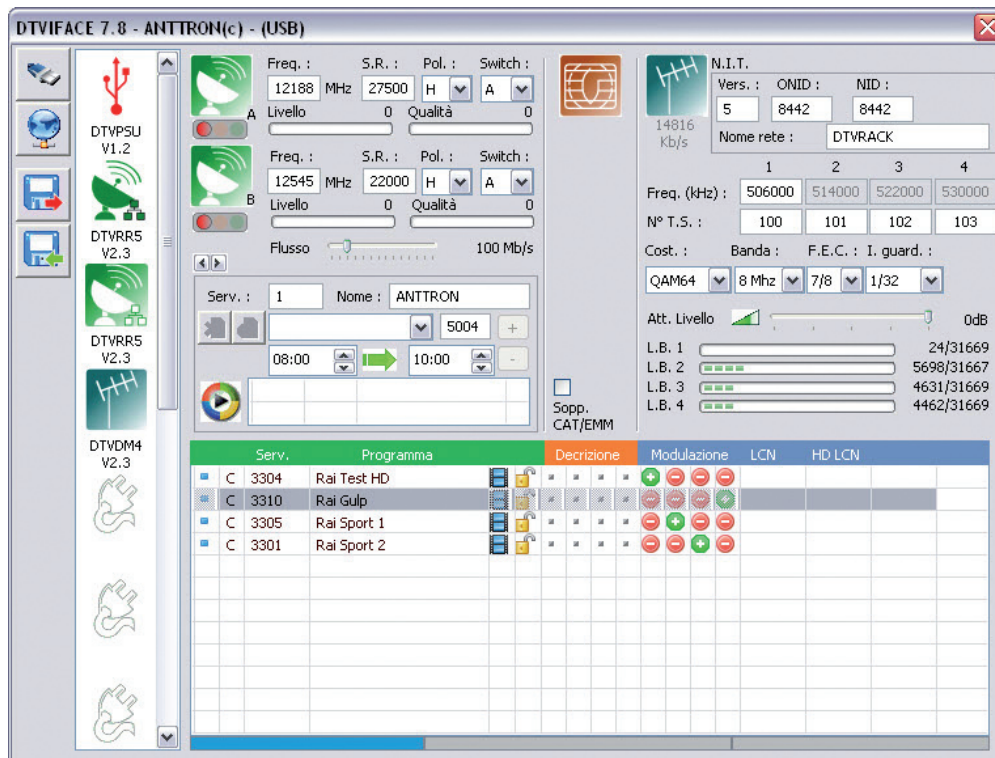 DTVIFACE 7.8 - ANTTRON(c) - (USB)
DTVPSU
V1.2
DTVRR5
V2.3
DTVRR5
V2.3
DTVDM4
V2.3
Freq. : S.R. : Pol. : Switch :
12188 MHz 27500 H A
A Livello 0 Qualità 0
Freq. : S.R. : Pol. : Switch :
12545 MHz 22000 H A
B Livello 0 Qualità 0
Flusso 100 Mb/s
Serv. : 1 Nome : ANTTRON
5004 +
08:00 10:00 -
Sopp.
CAT/EMM
14816
Kb/s
N.I.T.
Vers. : ONID : NID :
5 8442 8442
Nome rete : DTVRACK
1 2 3 4
Freq. (kHz) : 506000 514000 522000 530000
N° T.S. : 100 101 102 103
Cost. : Banda : F.E.C. : I. guard. :
QAM64 8 Mhz 7/8 1/32
Att. Livello 0dB
L.B. 1 24/31669
L.B. 2 5698/31667
L.B. 3 4631/31669
L.B. 4 4462/31669
Serv. Programma Decrizione Modulazione LCN HD LCN
C 3304 Rai Test HD
C 3310 Rai Gulp
C 3305 Rai Sport 1
C 3301 Rai Sport 2